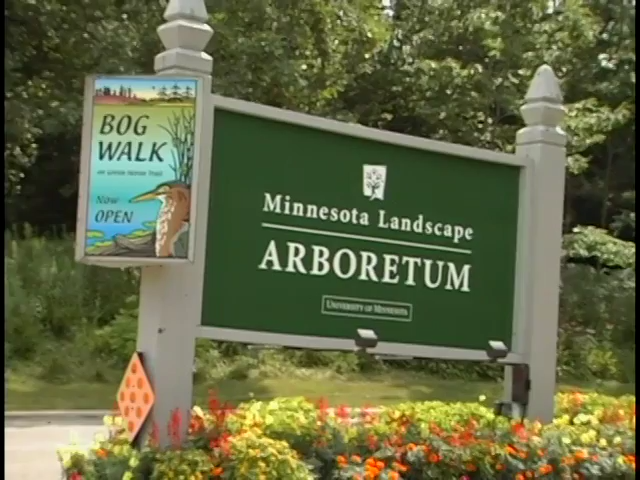 BOG
WALK
Now
OPEN
Minnesota Landscape
ARBORETUM
UNIVERSITY OF MINNESOTA